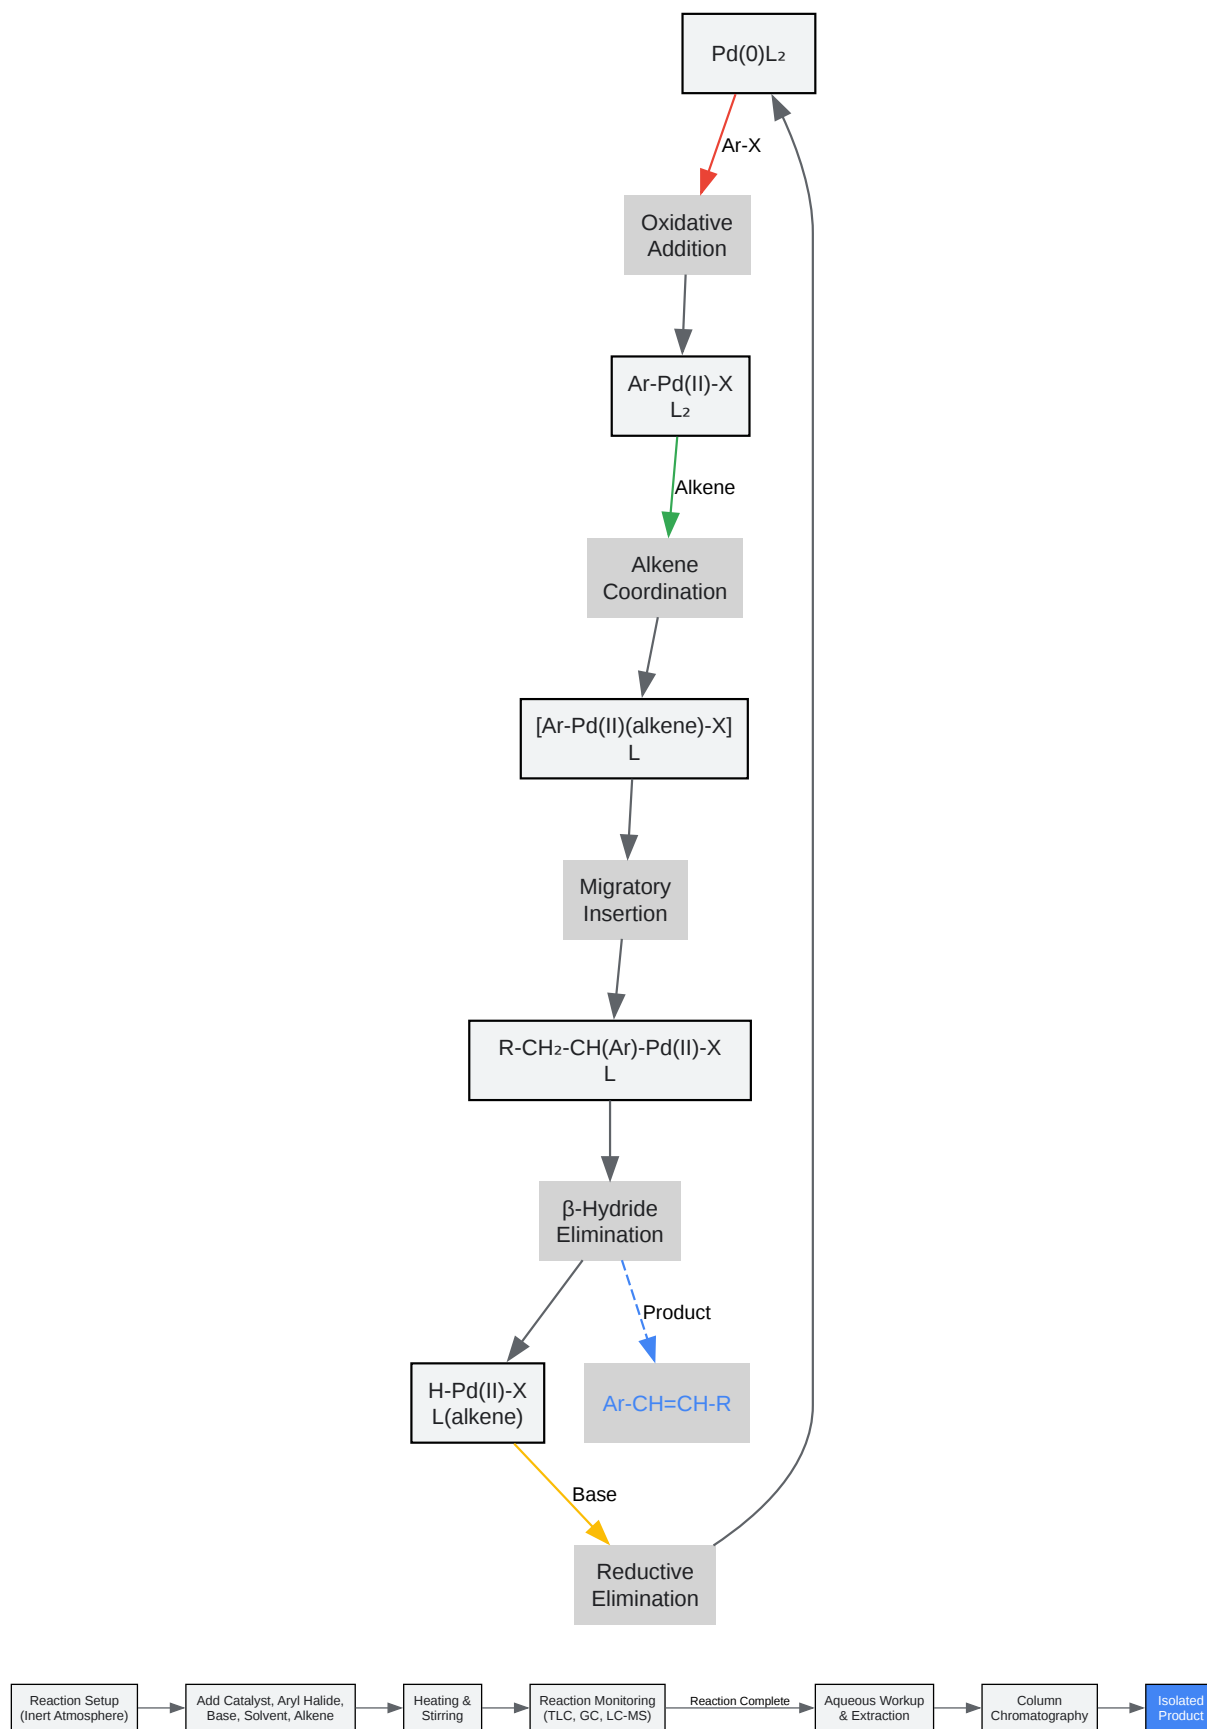 Pd(0)L₂
Ar-X
Oxidative
Addition
Ar-Pd(II)-X
L₂
Alkene
Alkene
Coordination
[Ar-Pd(II)(alkene)-X]
L
Migratory
Insertion
R-CH₂-CH(Ar)-Pd(II)-X
L
β-Hydride
Elimination
Product
H-Pd(II)-X
L(alkene)
Ar-CH=CH-R
Base
Reductive
Elimination
Reaction Setup
(Inert Atmosphere)
Add Catalyst, Aryl Halide,
Base, Solvent, Alkene
Heating &
Stirring
Reaction Monitoring
(TLC, GC, LC-MS)
Reaction Complete
Aqueous Workup
& Extraction
Column
Chromatography
Isolated
Product